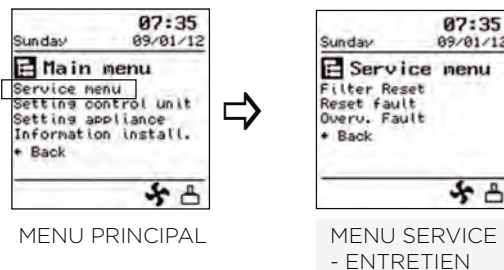 07:35
Sunday 09/01/12
Main menu
Service menu
Setting control unit
Setting appliance
Information install.
Back
MENU PRINCIPAL
07:35
Sunday 09/01/12
Service menu
Filter Reset
Reset fault
Overv. Fault
Back
MENU SERVICE
- ENTRETIEN